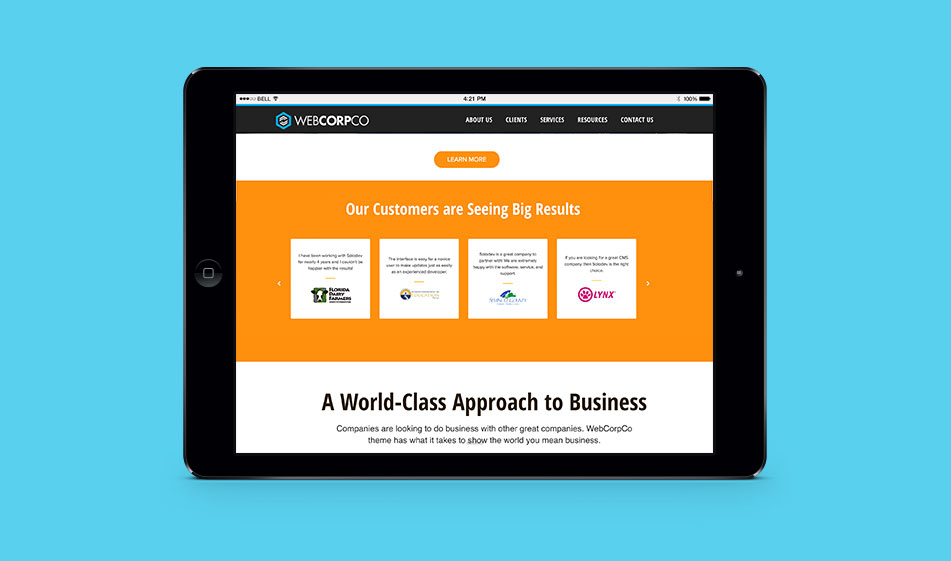 BELL
4:21 PM
100%
WEBCORPCO
ABOUT US
CLIENTS
SERVICES
RESOURCES
CONTACT US
LEARN MORE
Our Customers are Seeing Big Results
I have been working with Solodev
for nearly 4 years and I couldn't be
happier with the results!
FLORIDA
DAIRY
FARMERS
The interface is easy for a novice
user to make updates just as easily
as an experienced developer.
EDUCATION
Solodev is a great company to
partner with! We are extremely
happy with the software, service, and
support.
SEMINOLE COUNTY
If you are looking for a great CMS
company then Solodev is the right
choice.
LYNX
A World-Class Approach to Business
Companies are looking to do business with other great companies. WebCorpCo
theme has what it takes to show the world you mean business.